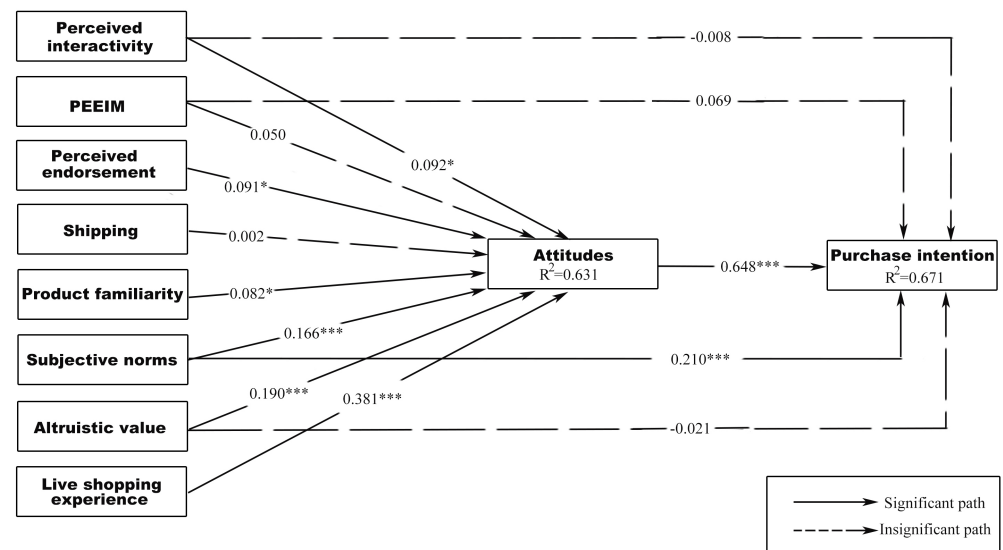 Perceived
interactivity
-0.008
PEEIM
0.069
0.050
Perceived
endorsement
0.092*
0.091*
Shipping
0.002
Attitudes
R²=0.631
Purchase intention
R²=0.671
0.648***
Product familiarity
0.082*
0.166***
Subjective norms
0.210***
0.190***
0.381***
Altruistic value
-0.021
Live shopping
experience
Significant path
Insignificant path